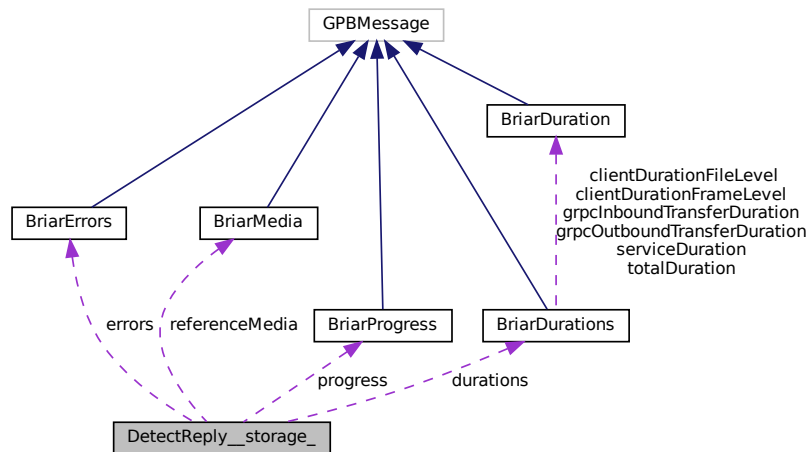 GPBMessage
BriarDuration
clientDurationFileLevel
clientDurationFrameLevel
grpcInboundTransferDuration
grpcOutboundTransferDuration
serviceDuration
totalDuration
BriarErrors
BriarMedia
errors
referenceMedia
BriarProgress
BriarDurations
progress
durations
DetectReply__storage_